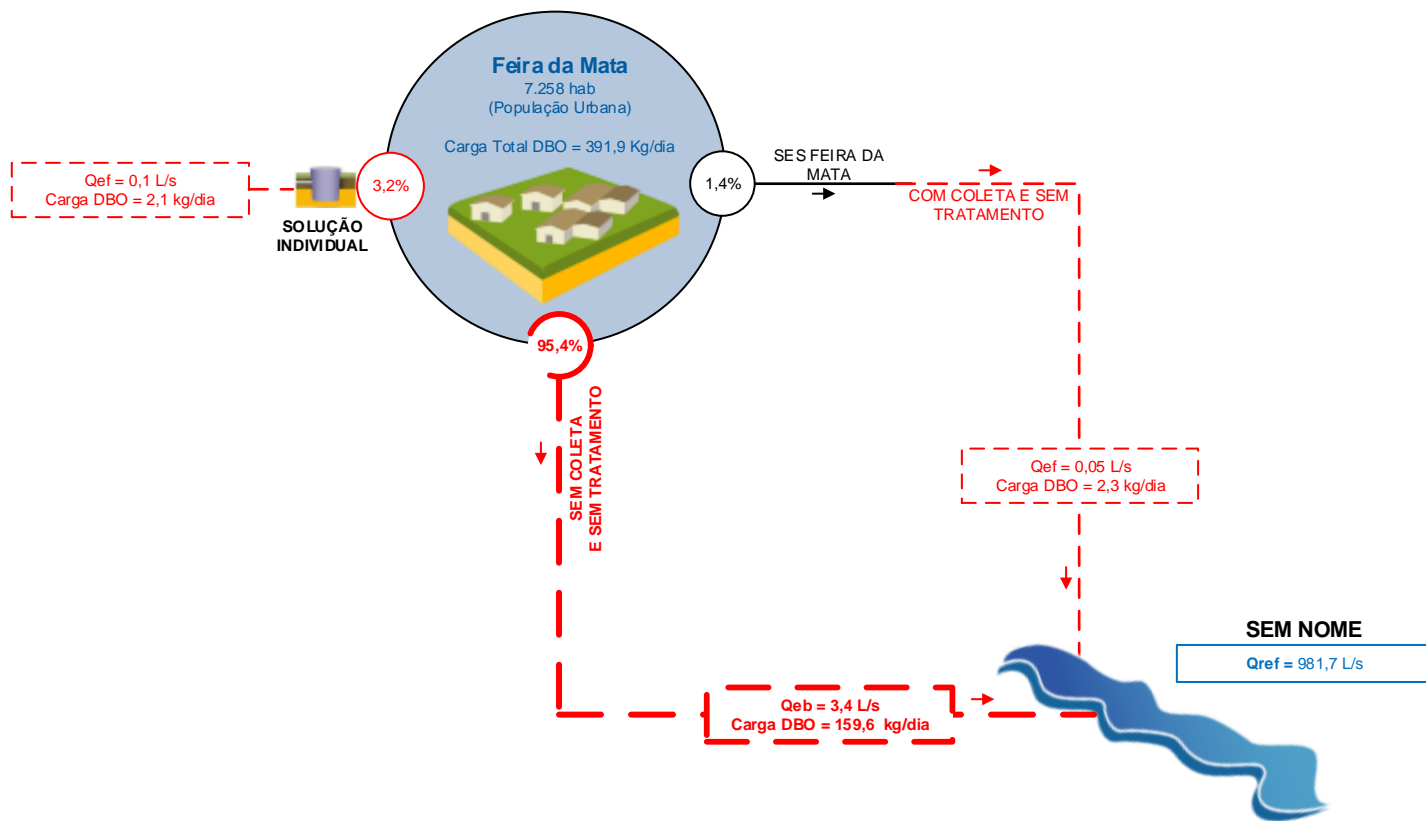 Feira da Mata
7.258 hab
(População Urbana)
Carga Total DBO = 391,9 Kg/dia
Qef = 0,1 L/s
Carga DBO = 2,1 kg/dia
SOLUÇÃO
INDIVIDUAL
3,2%
1,4%
SES FEIRA DA
MATA
COM COLETA E SEM
TRATAMENTO
95,4%
SEM COLETA
E SEM TRATAMENTO
Qef = 0,05 L/s
Carga DBO = 2,3 kg/dia
SEM NOME
Qref = 981,7 L/s
Qeb = 3,4 L/s
Carga DBO = 159,6 kg/dia